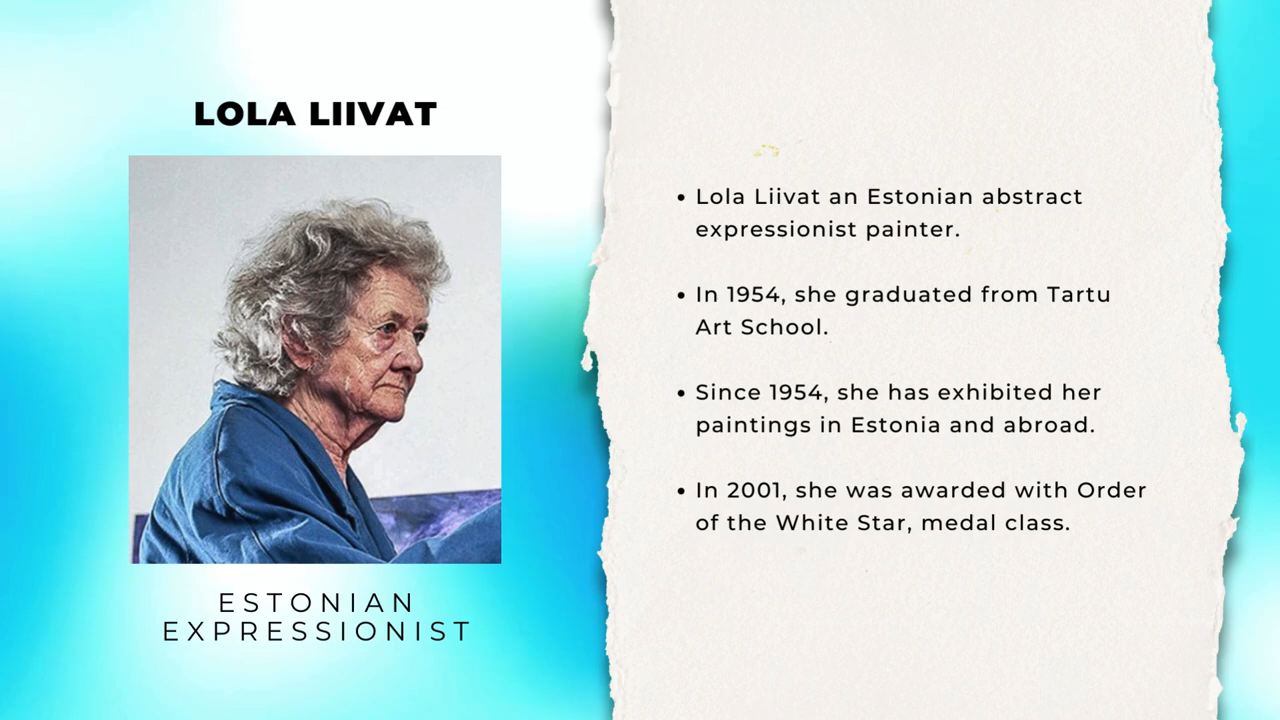 LOLA LIIVAT
ESTONIAN
EXPRESSIONIST
• Lola Liivat an Estonian abstract
expressionist painter.
• In 1954, she graduated from Tartu
Art School.
• Since 1954, she has exhibited her
paintings in Estonia and abroad.
• In 2001, she was awarded with Order
of the White Star, medal class.